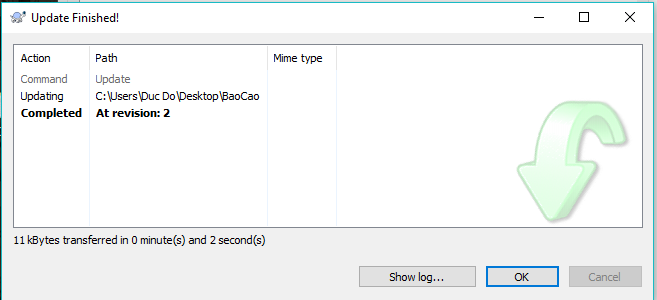 Update Finished!
Action Path Mime type
Command Update
Updating C:\Users\Duc Do\Desktop\BaoCao
Completed At revision: 2
11 kBytes transferred in 0 minute(s) and 2 second(s)
Show log... OK Cancel